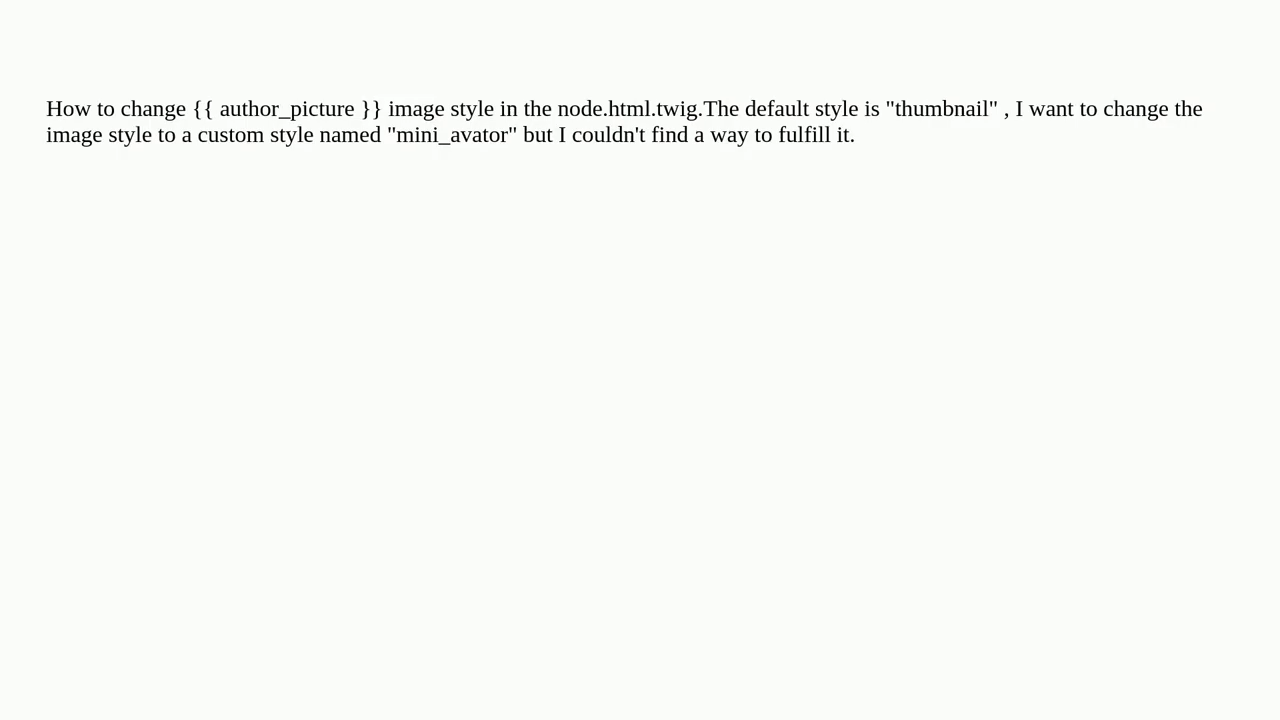 How to change {{ author_picture }} image style in the node.html.twig.The default style is "thumbnail" , I want to change the
image style to a custom style named "mini_avator" but I couldn't find a way to fulfill it.